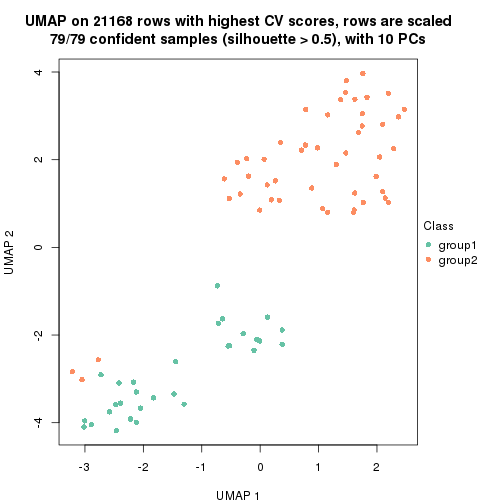 UMAP on 21168 rows with highest CV scores, rows are scaled
79/79 confident samples (silhouette > 0.5), with 10 PCs
4
2
0
-2
-4
UMAP 2
-3
-2
-1
0
1
2
UMAP 1
Class
group1
group2